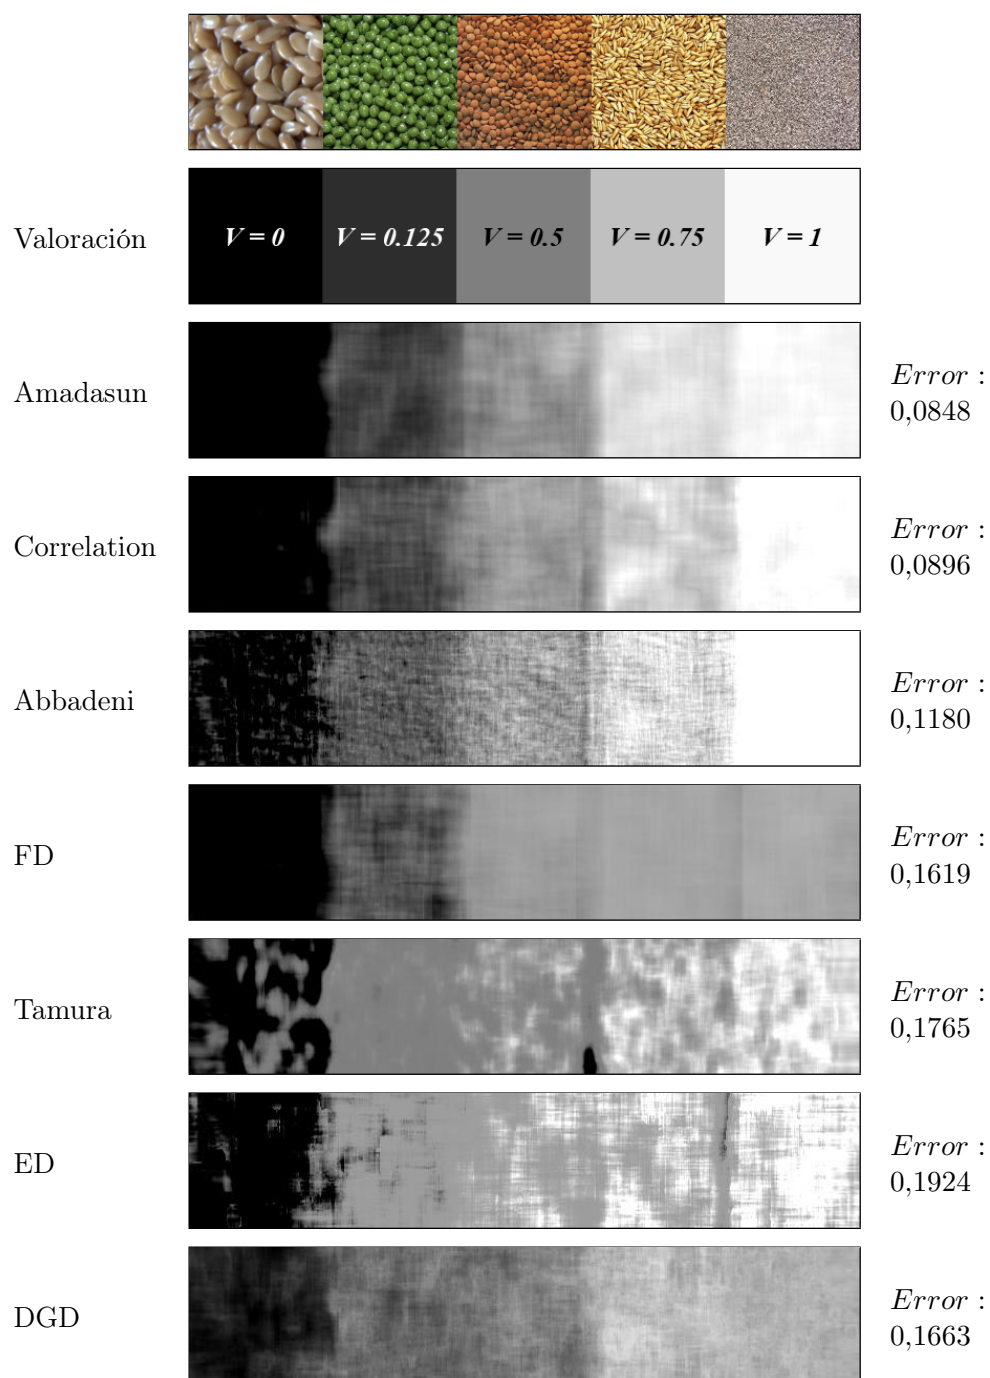 Valoración
V = 0 V = 0.125 V = 0.5 V = 0.75 V = 1
Amadasun
Error :
0,0848
Correlation
Error :
0,0896
Abbadeni
Error :
0,1180
FD
Error :
0,1619
Tamura
Error :
0,1765
ED
Error :
0,1924
DGD
Error :
0,1663